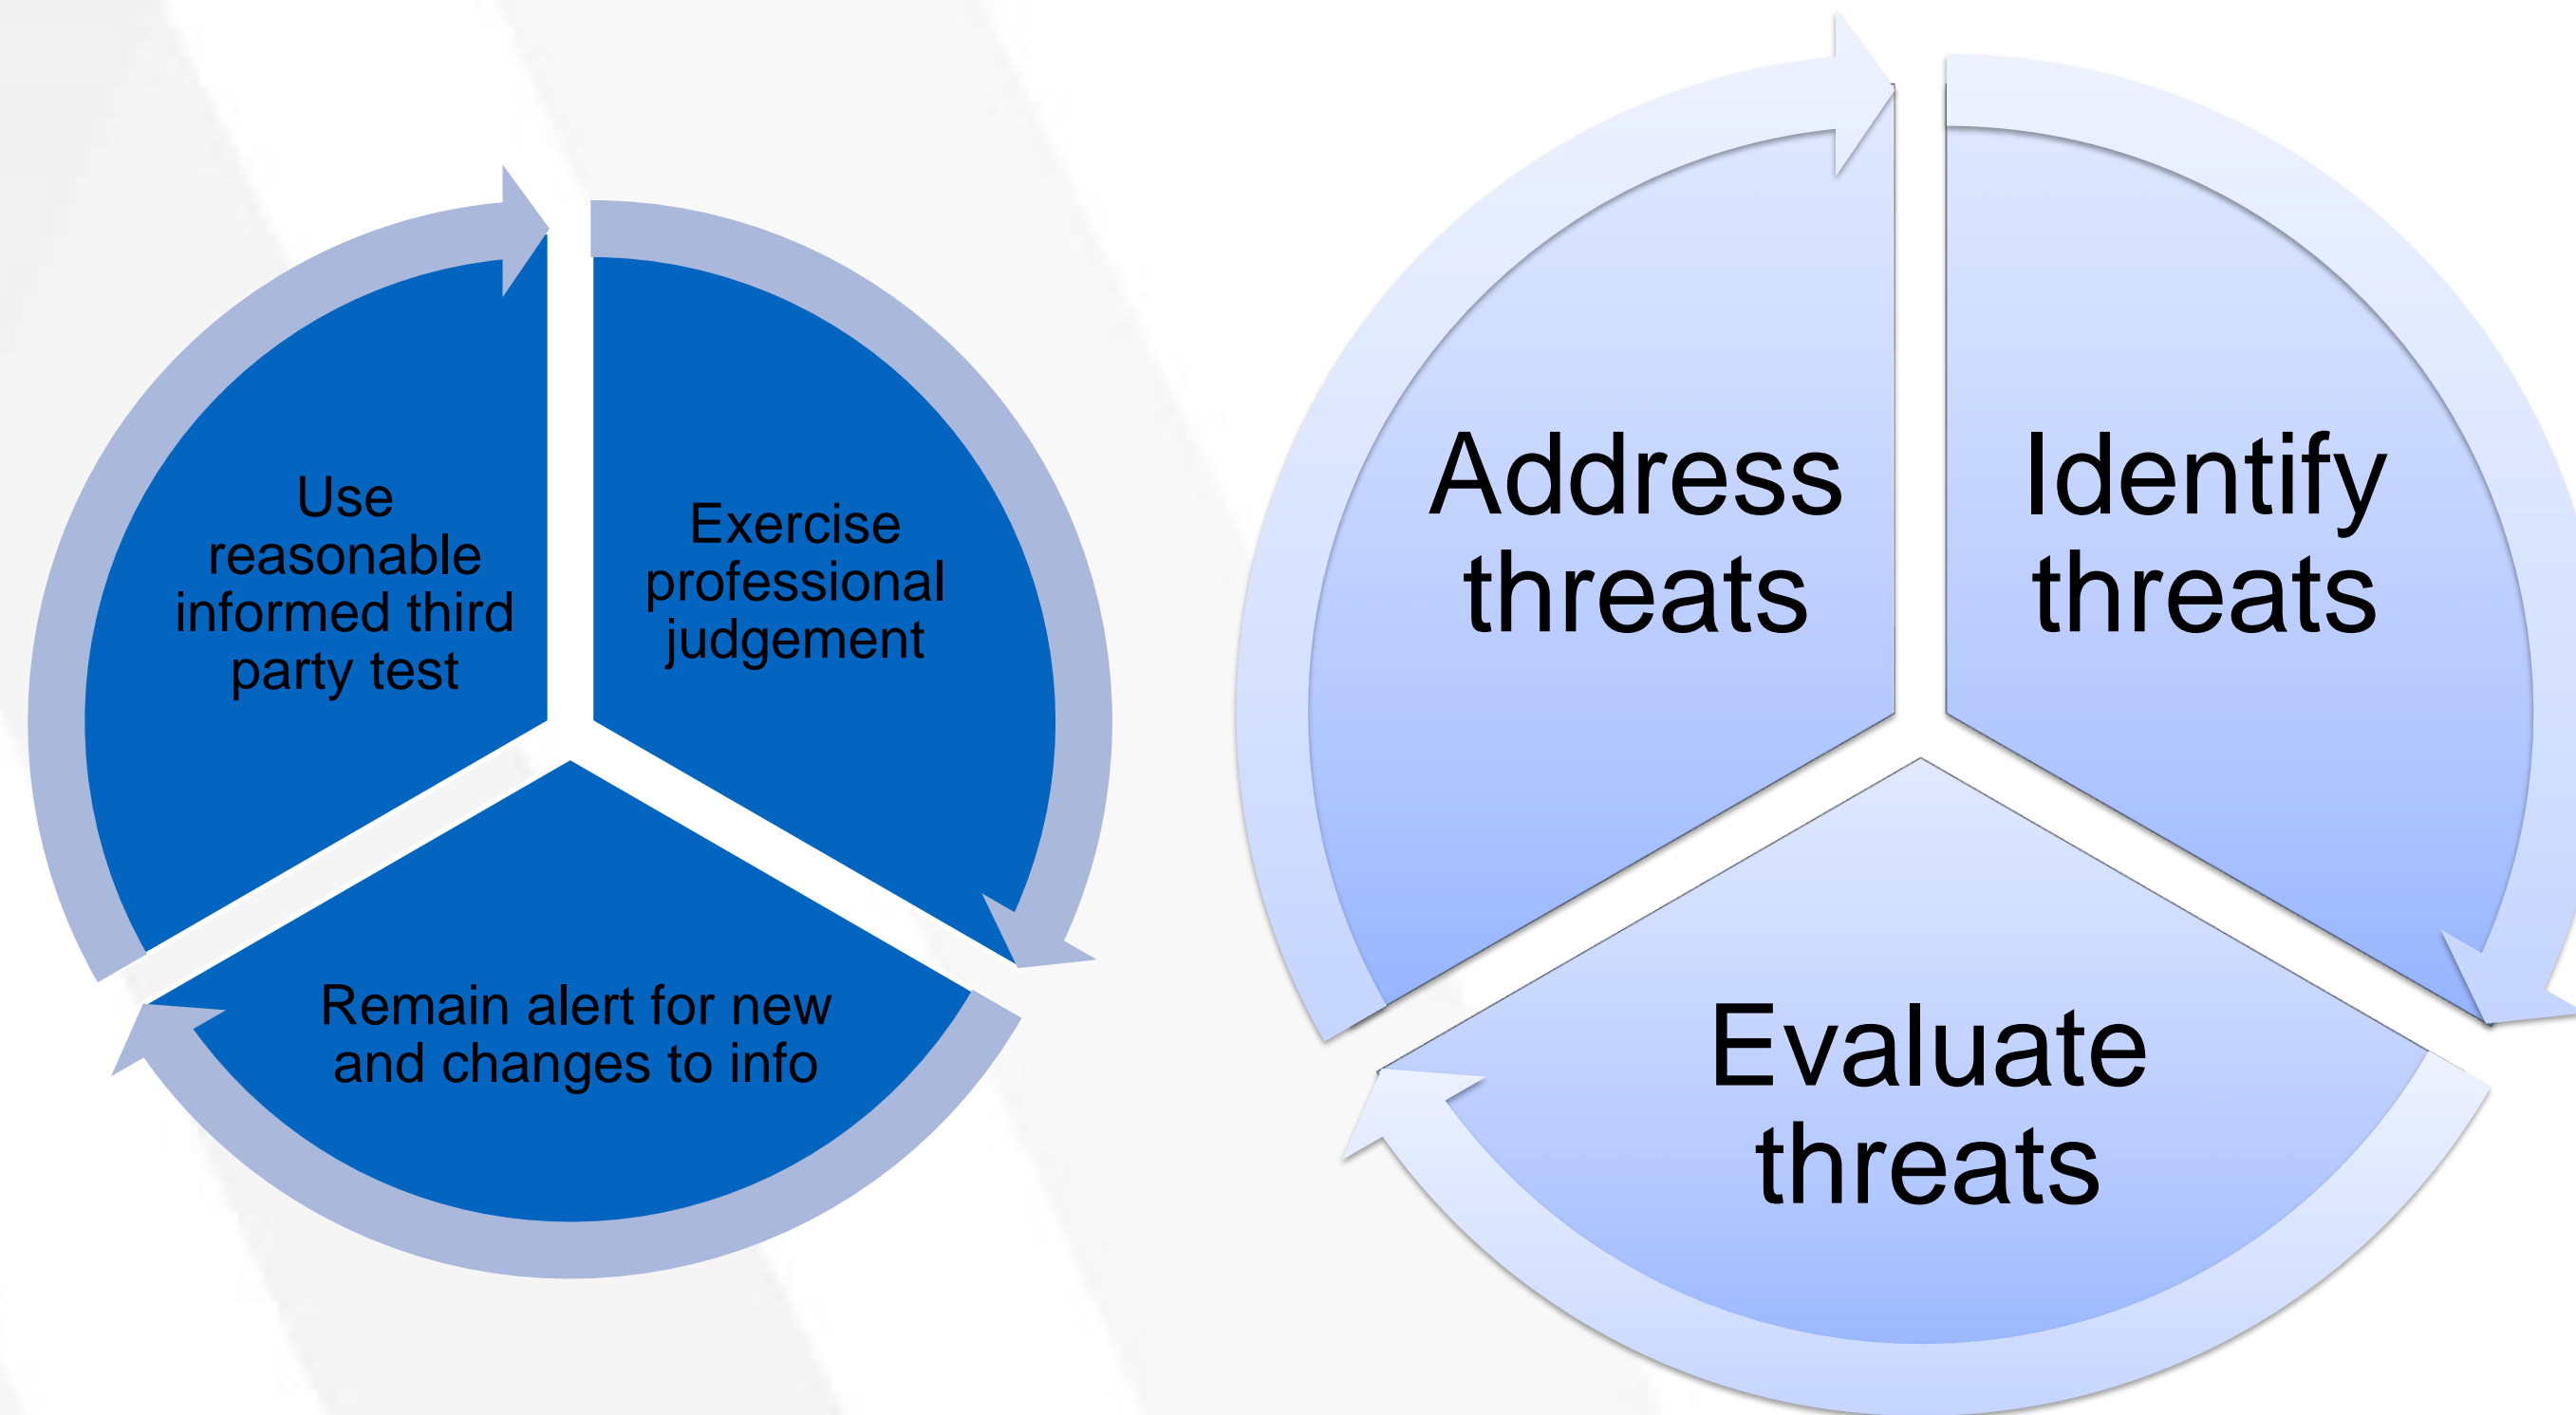 Use
reasonable
informed third
party test
Exercise
professional
judgement
Remain alert for new
and changes to info
Address
threats
Identify
threats
Evaluate
threats